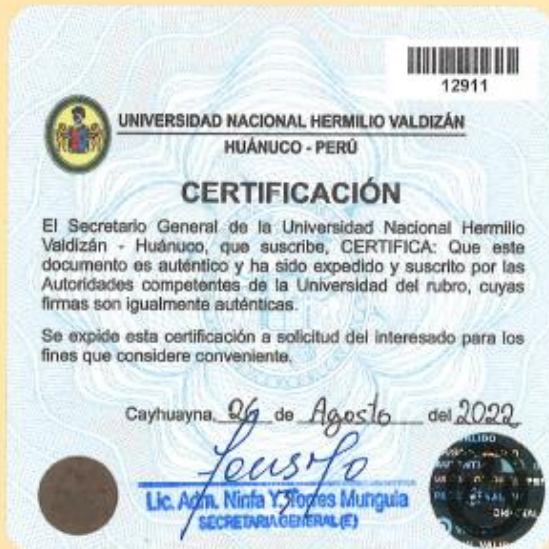 12911
UNIVERSIDAD NACIONAL HERMILIO VALDIZÁN
HUÁNUCO - PERÚ
CERTIFICACIÓN
El Secretario General de la Universidad Nacional Hermilio
Valdizán - Huánuco, que suscribe, CERTIFICA: Que este
documento es auténtico y ha sido expedido y suscrito por las
Autoridades competentes de la Universidad del rubro, cuyas
firmas son igualmente auténticas.
Se expide esta certificación a solicitud del interesado para los
fines que considere conveniente.
Cayhuayna, 26 de Agosto del 2022
Lic. Adm. Ninfa Y. Torres Munguia
SECRETARIA GENERAL (E)